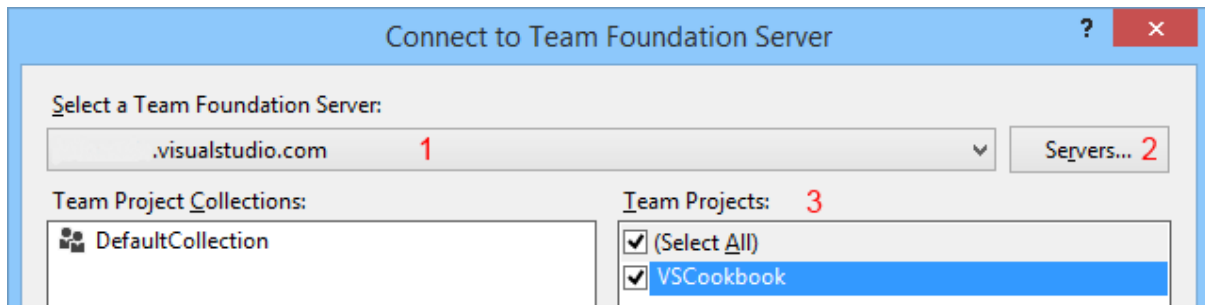 Connect to Team Foundation Server
? ×
Select a Team Foundation Server:
.visualstudio.com 1
Servers... 2
Team Project Collections:
Team Projects: 3
DefaultCollection
(Select All)
VSCookbook